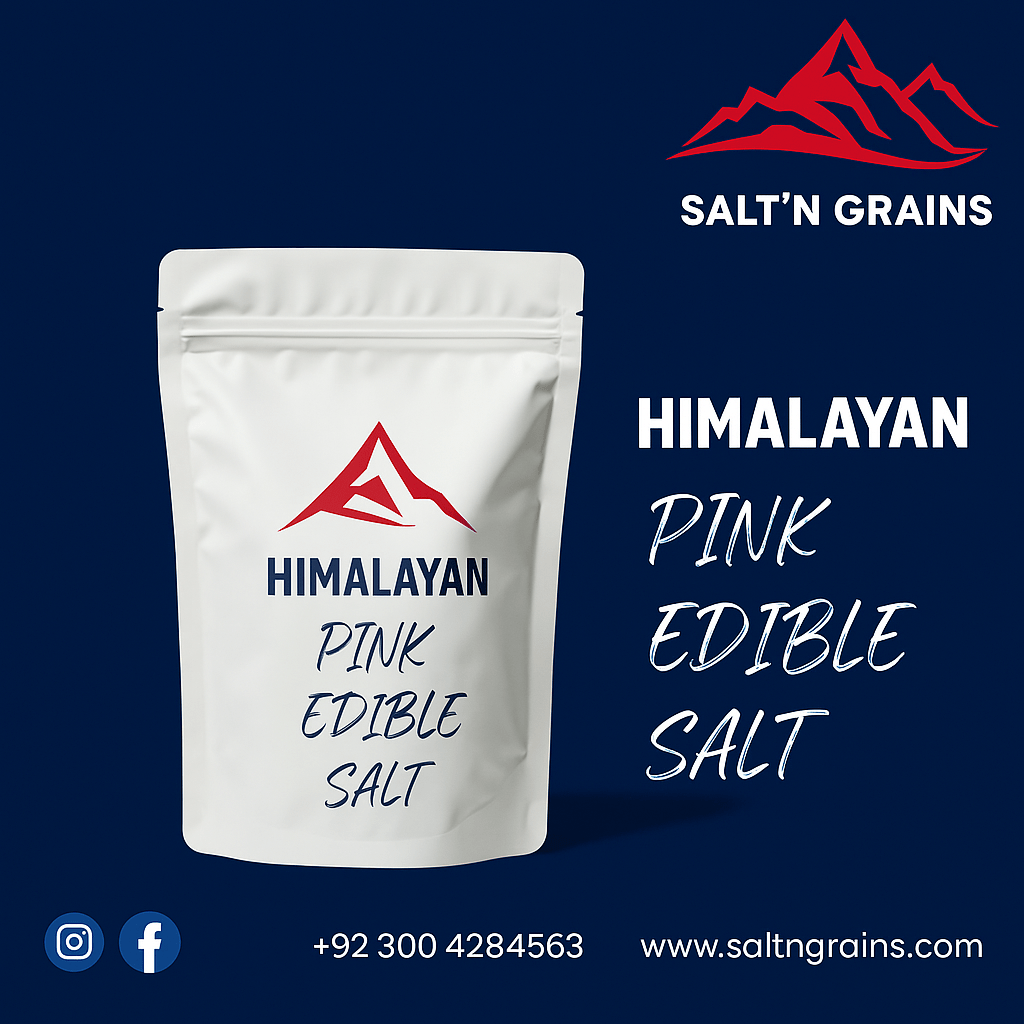 SALT’N GRAINS
HIMALAYAN
PINK
EDIBLE
SALT
HIMALAYAN
PINK
EDIBLE
SALT
+92 300 4284563
www.saltngrains.com